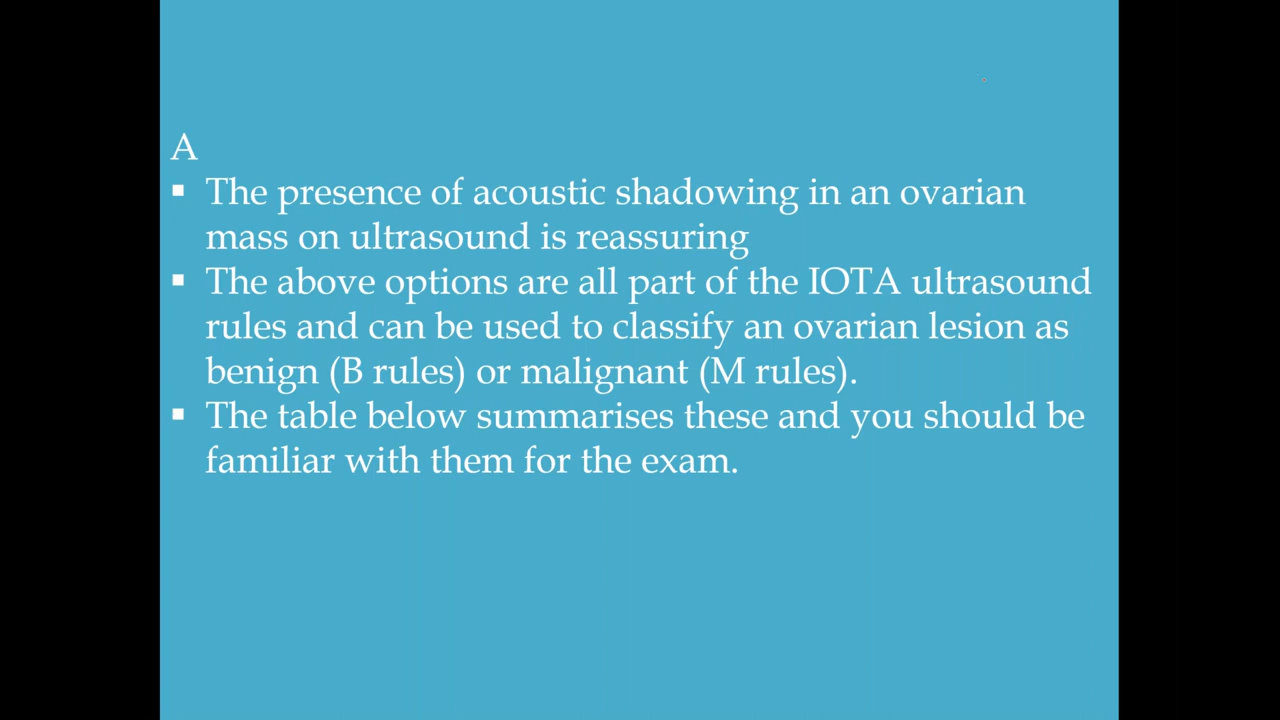 A
▪ The presence of acoustic shadowing in an ovarian
mass on ultrasound is reassuring
▪ The above options are all part of the IOTA ultrasound
rules and can be used to classify an ovarian lesion as
benign (B rules) or malignant (M rules).
▪ The table below summarises these and you should be
familiar with them for the exam.